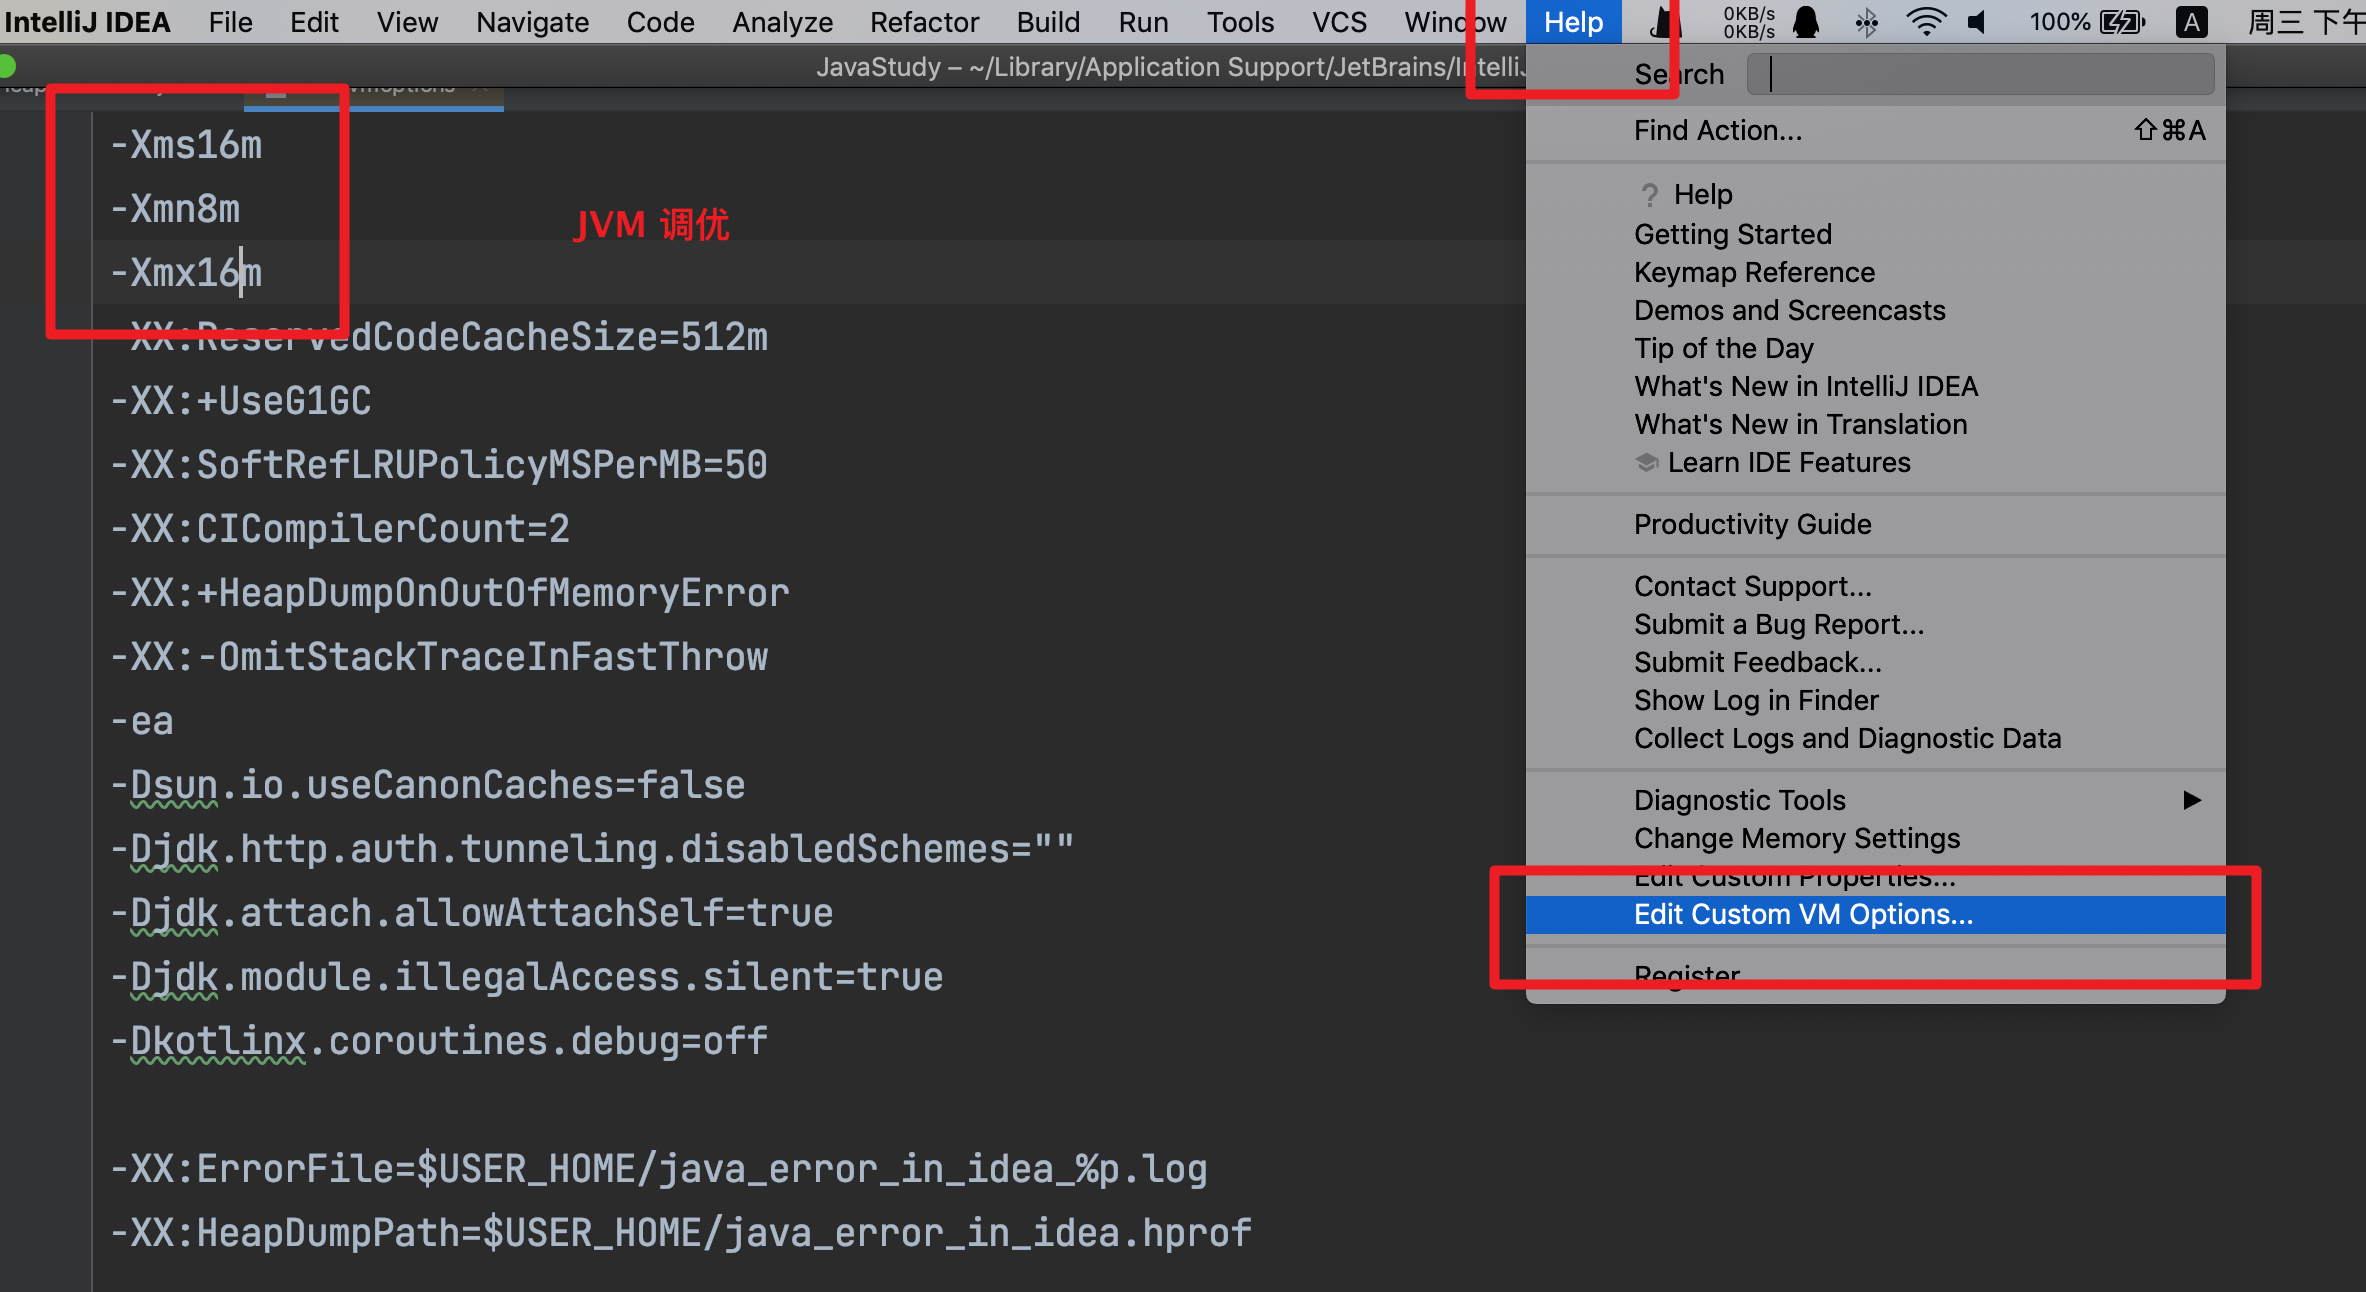 IntelliJ IDEA File Edit View Navigate Code Analyze Refactor Build Run Tools VCS Window Help 0KB/s 0KB/s 100% A 周三 下午
JavaStudy – ~/Library/Application Support/JetBrains/IntelliJ
-Xms16m
-Xmn8m
-Xmx16m
JVM 调优
XX:ReservedCodeCacheSize=512m
-XX:+UseG1GC
-XX:SoftRefLRUPolicyMSPerMB=50
-XX:CICompilerCount=2
-XX:+HeapDumpOnOutOfMemoryError
-XX:-OmitStackTraceInFastThrow
-ea
-Dsun.io.useCanonCaches=false
-Djdk.http.auth.tunneling.disabledSchemes=""
-Djdk.attach.allowAttachSelf=true
-Djdk.module.illegalAccess.silent=true
-Dkotlinx.coroutines.debug=off
-XX:ErrorFile=$USER_HOME/java_error_in_idea_%p.log
-XX:HeapDumpPath=$USER_HOME/java_error_in_idea.hprof
Search
Find Action... ⇧⌘A
? Help
Getting Started
Keymap Reference
Demos and Screencasts
Tip of the Day
What's New in IntelliJ IDEA
What's New in Translation
Learn IDE Features
Productivity Guide
Contact Support...
Submit a Bug Report...
Submit Feedback...
Show Log in Finder
Collect Logs and Diagnostic Data
Diagnostic Tools ▶
Change Memory Settings
Edit Custom Properties...
Edit Custom VM Options...
Register